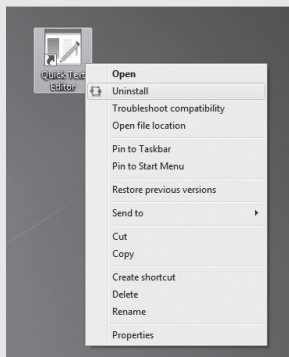 Quick Text
Editor
Open
Uninstall
Troubleshoot compatibility
Open file location
Pin to Taskbar
Pin to Start Menu
Restore previous versions
Send to
Cut
Copy
Create shortcut
Delete
Rename
Properties